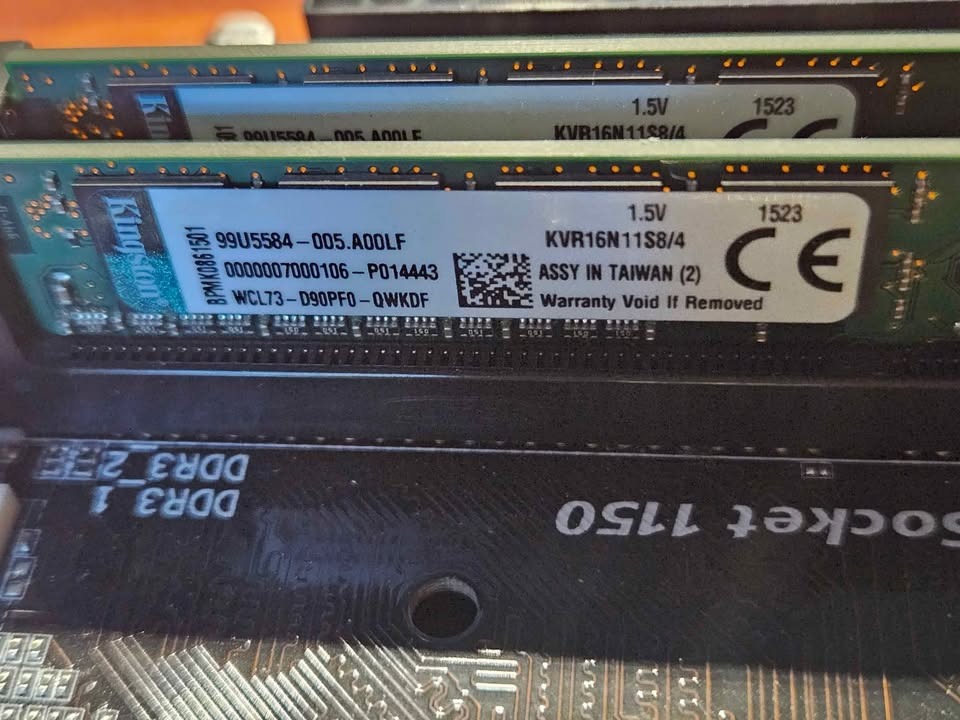 1.5V 1523
99U5584-005.A00LF KVR16N11S8/4
Kingston
BPMK0861501
1.5V 1523
99U5584-005.A00LF KVR16N11S8/4
0000007000106-P014443 ASSY IN TAIWAN (2)
WCL73-D90PF0-QWKDF Warranty Void If Removed
CE
DDR3_2
DDR3_1
Socket 1150